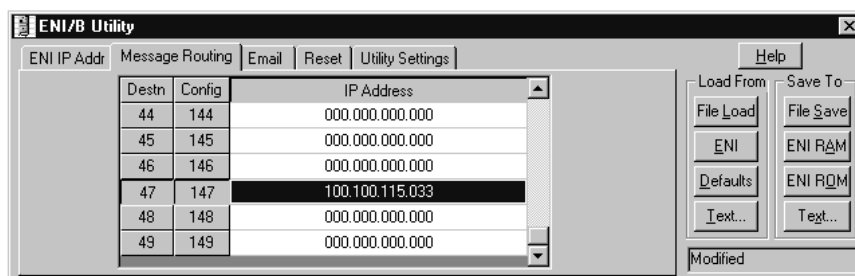 ENI/B Utility
ENI IP Addr Message Routing Email Reset Utility Settings Help
Destn Config IP Address
44 144 000.000.000.000
45 145 000.000.000.000
46 146 000.000.000.000
47 147 100.100.115.033
48 148 000.000.000.000
49 149 000.000.000.000
Load From Save To
File Load File Save
ENI ENI RAM
Defaults ENI ROM
Text... Text...
Modified